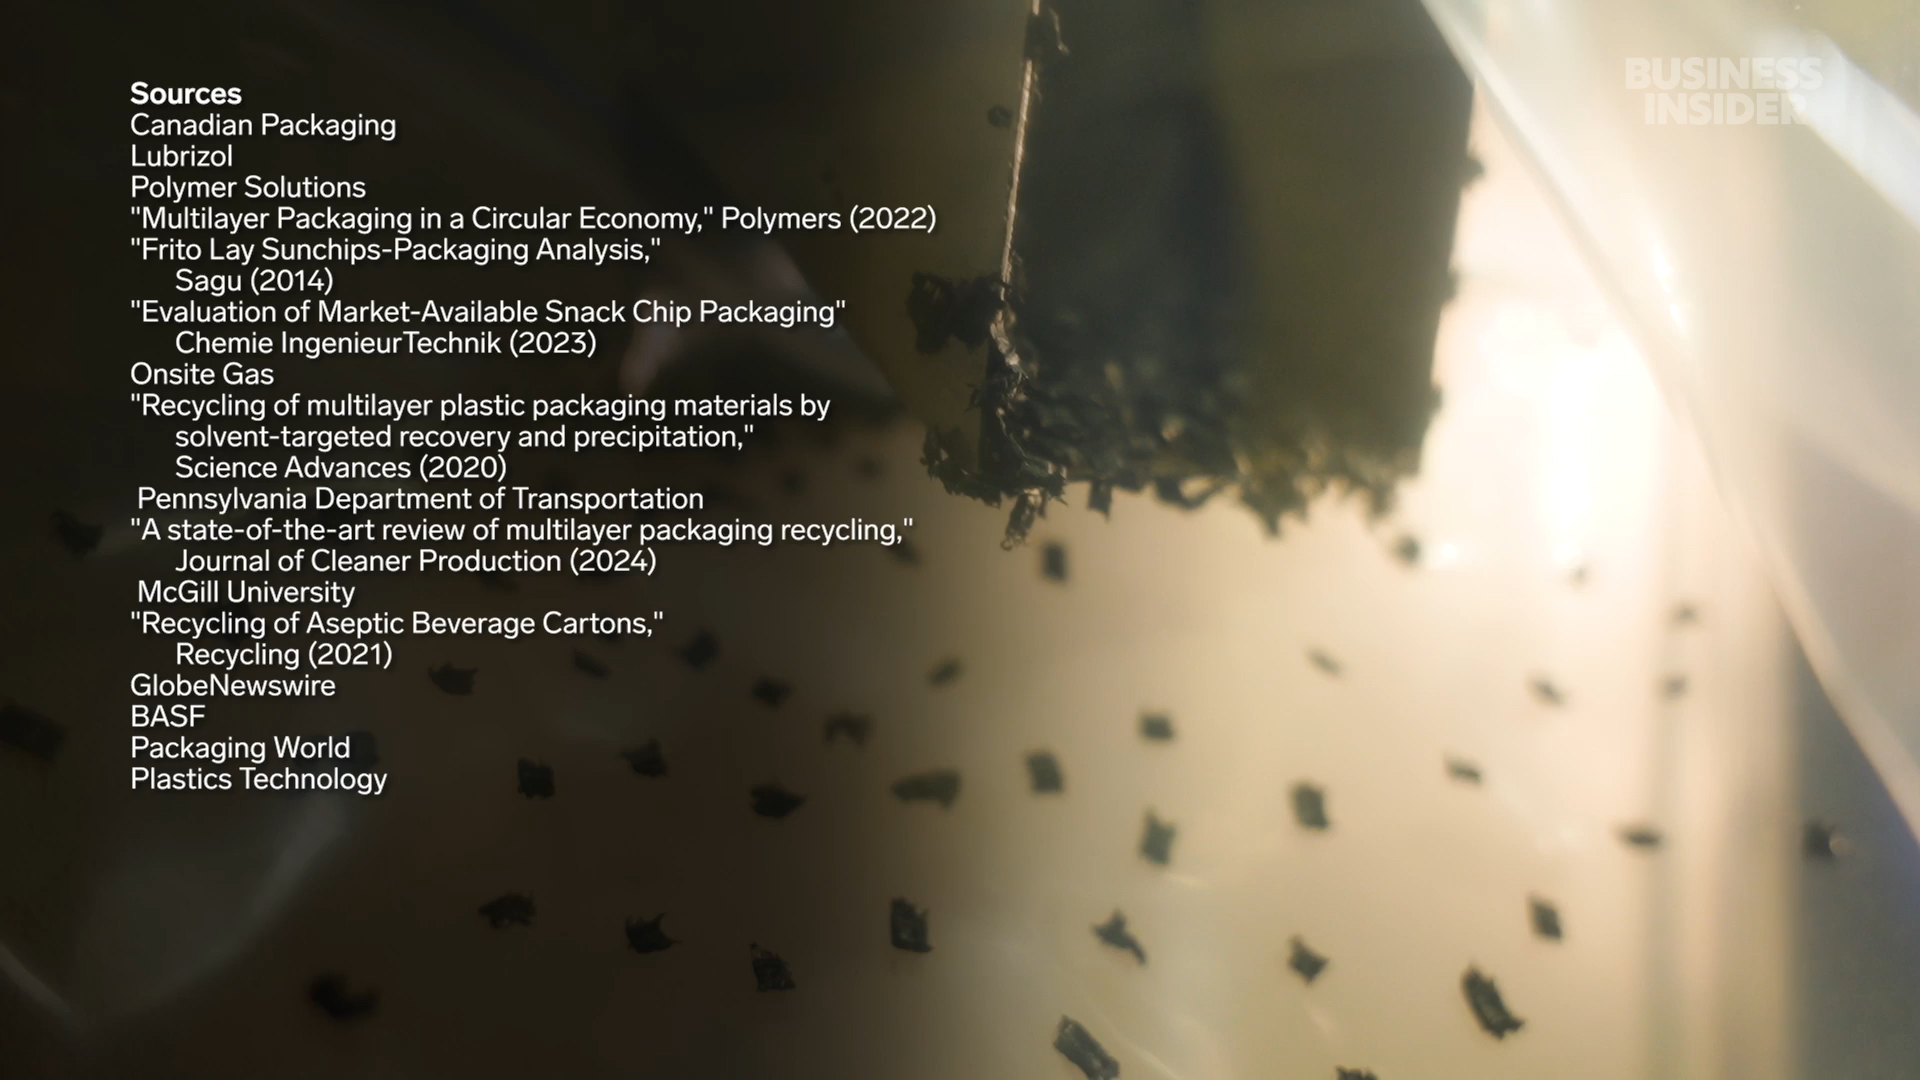 BUSINESS
INSIDER
Sources
Canadian Packaging
Lubrizol
Polymer Solutions
"Multilayer Packaging in a Circular Economy," Polymers (2022)
"Frito Lay Sunchips-Packaging Analysis,"
Sagu (2014)
"Evaluation of Market-Available Snack Chip Packaging"
Chemie IngenieurTechnik (2023)
Onsite Gas
"Recycling of multilayer plastic packaging materials by
solvent-targeted recovery and precipitation,"
Science Advances (2020)
Pennsylvania Department of Transportation
"A state-of-the-art review of multilayer packaging recycling,"
Journal of Cleaner Production (2024)
McGill University
"Recycling of Aseptic Beverage Cartons,"
Recycling (2021)
GlobeNewswire
BASF
Packaging World
Plastics Technology